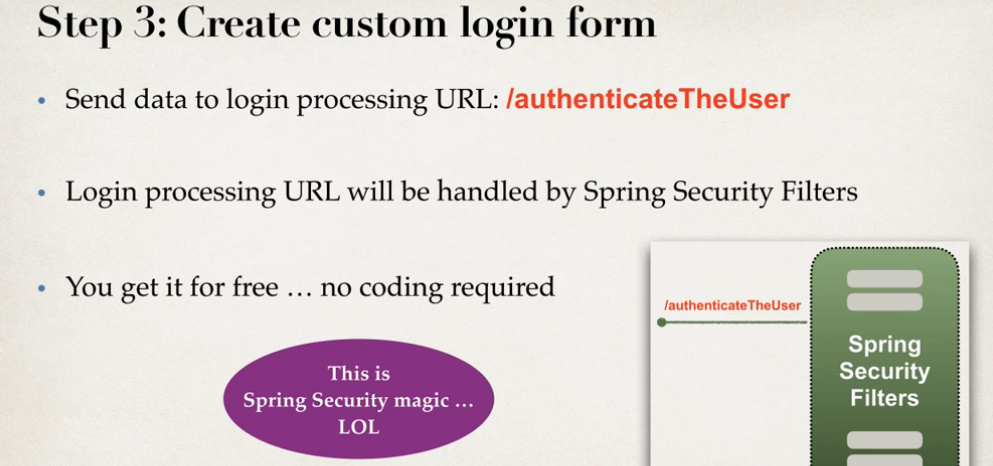 Step 3: Create custom login form
• Send data to login processing URL: /authenticateTheUser
• Login processing URL will be handled by Spring Security Filters
• You get it for free … no coding required
This is
Spring Security magic …
LOL
/authenticateTheUser
Spring
Security
Filters